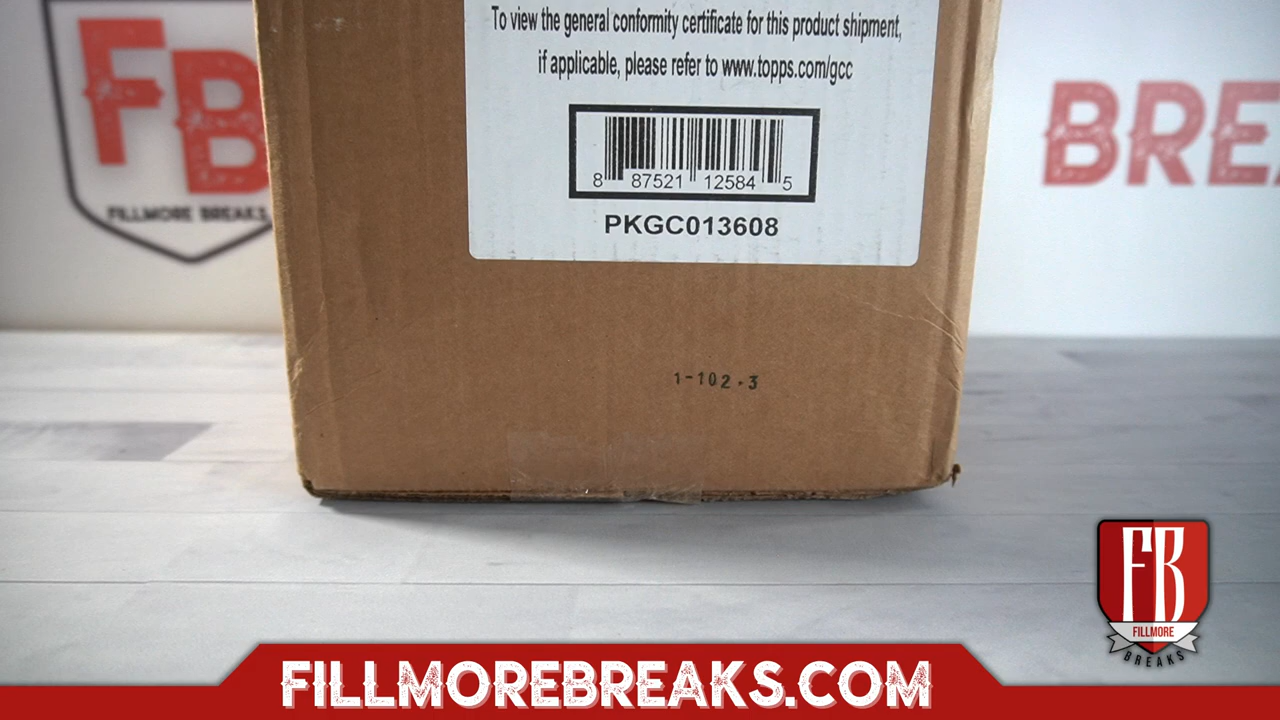 To view the general conformity certificate for this product shipment,
if applicable, please refer to www.topps.com/gcc
FB
FILLMORE BREAKS
BREA
8 87521 12584 5
PKGC013608
1-102.3
FB
FILLMORE
BREAKS
FILLMOREBREAKS.COM